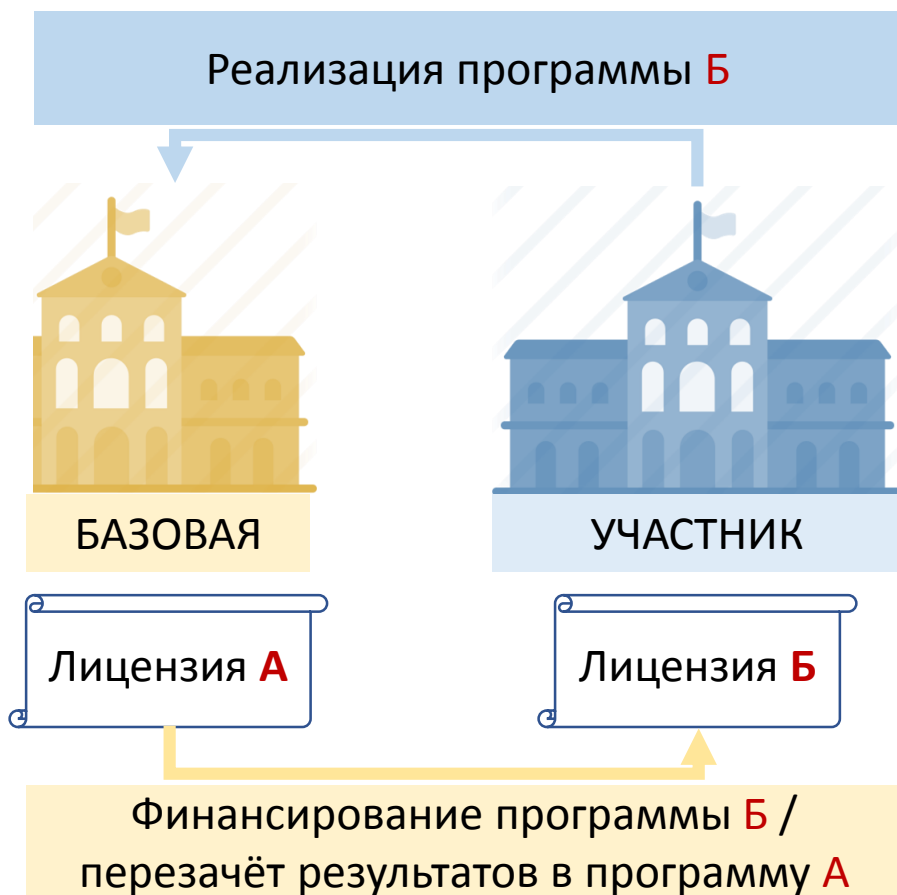 Реализация программы Б
БАЗОВАЯ
УЧАСТНИК
Лицензия А
Лицензия Б
Финансирование программы Б /
перезачёт результатов в программу А